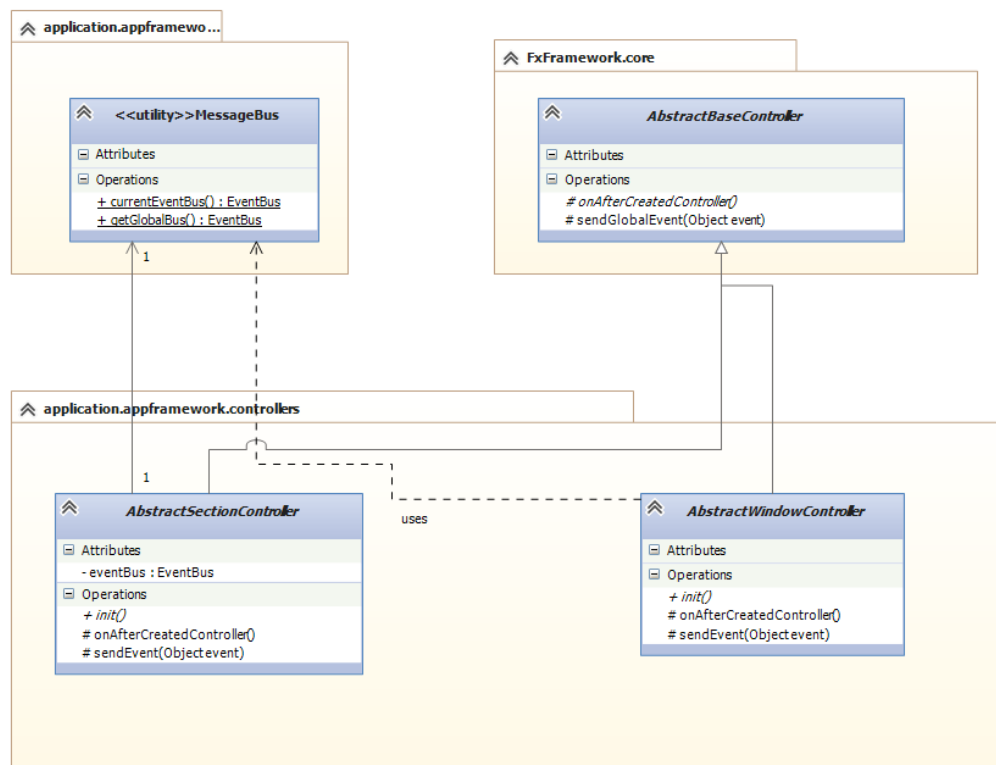 application.appframewo...
<<utility>>MessageBus
Attributes
Operations
+ currentEventBus() : EventBus
+ getGlobalBus() : EventBus
1
FxFramework.core
AbstractBaseController
Attributes
Operations
# onAfterCreatedController()
# sendGlobalEvent(Object event)
application.appframework.controllers
1
AbstractSectionController
Attributes
- eventBus : EventBus
Operations
+ init()
# onAfterCreatedController()
# sendEvent(Object event)
uses
AbstractWindowController
Attributes
Operations
+ init()
# onAfterCreatedController()
# sendEvent(Object event)